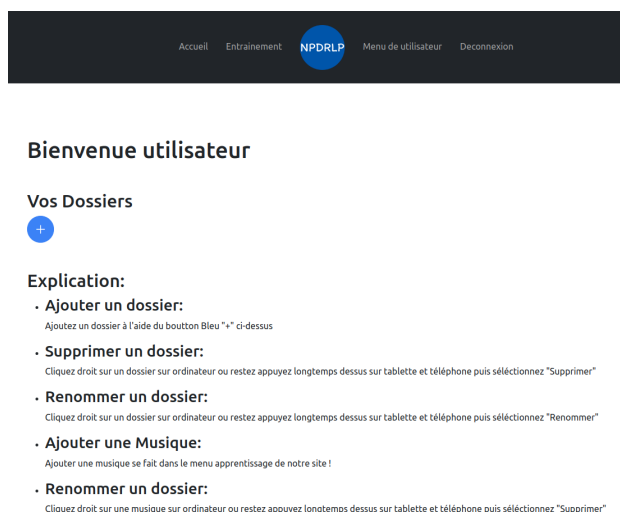 Accueil Entrainement NPDRLP Menu de utilisateur Deconnexion
Bienvenue utilisateur
Vos Dossiers
+
Explication:
• Ajouter un dossier:
Ajoutez un dossier à l'aide du boutton Bleu "+" ci-dessus
• Supprimer un dossier:
Cliquez droit sur un dossier sur ordinateur ou restez appuyez longtemps dessus sur tablette et téléphone puis séléctionnez "Supprimer"
• Renommer un dossier:
Cliquez droit sur un dossier sur ordinateur ou restez appuyez longtemps dessus sur tablette et téléphone puis séléctionnez "Renommer"
• Ajouter une Musique:
Ajouter une musique se fait dans le menu apprentissage de notre site !
• Renommer un dossier:
Cliquez droit sur une musique sur ordinateur ou restez appuyez longtemps dessus sur tablette et téléphone puis séléctionnez "Supprimer"